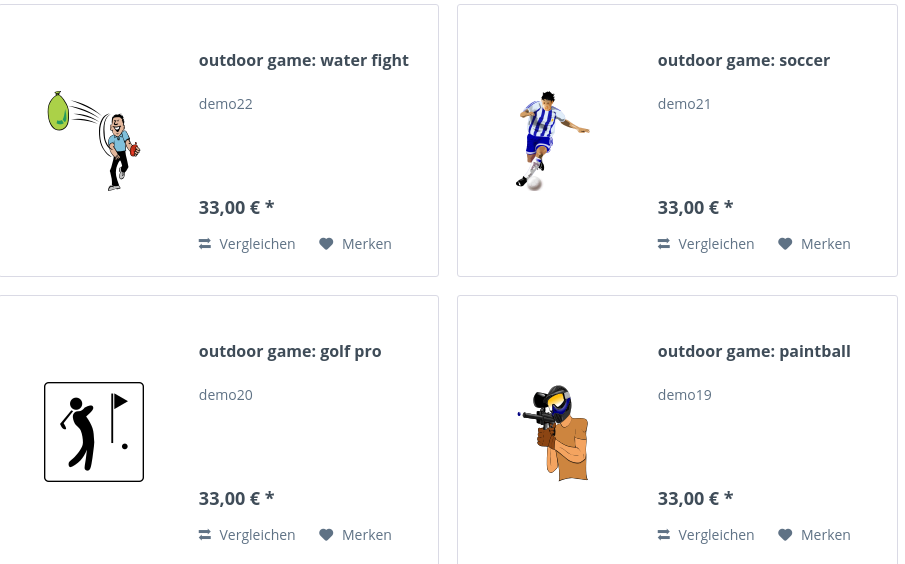 outdoor game: water fight
demo22
33,00 € *
Vergleichen Merken
outdoor game: soccer
demo21
33,00 € *
Vergleichen Merken
outdoor game: golf pro
demo20
33,00 € *
Vergleichen Merken
outdoor game: paintball
demo19
33,00 € *
Vergleichen Merken